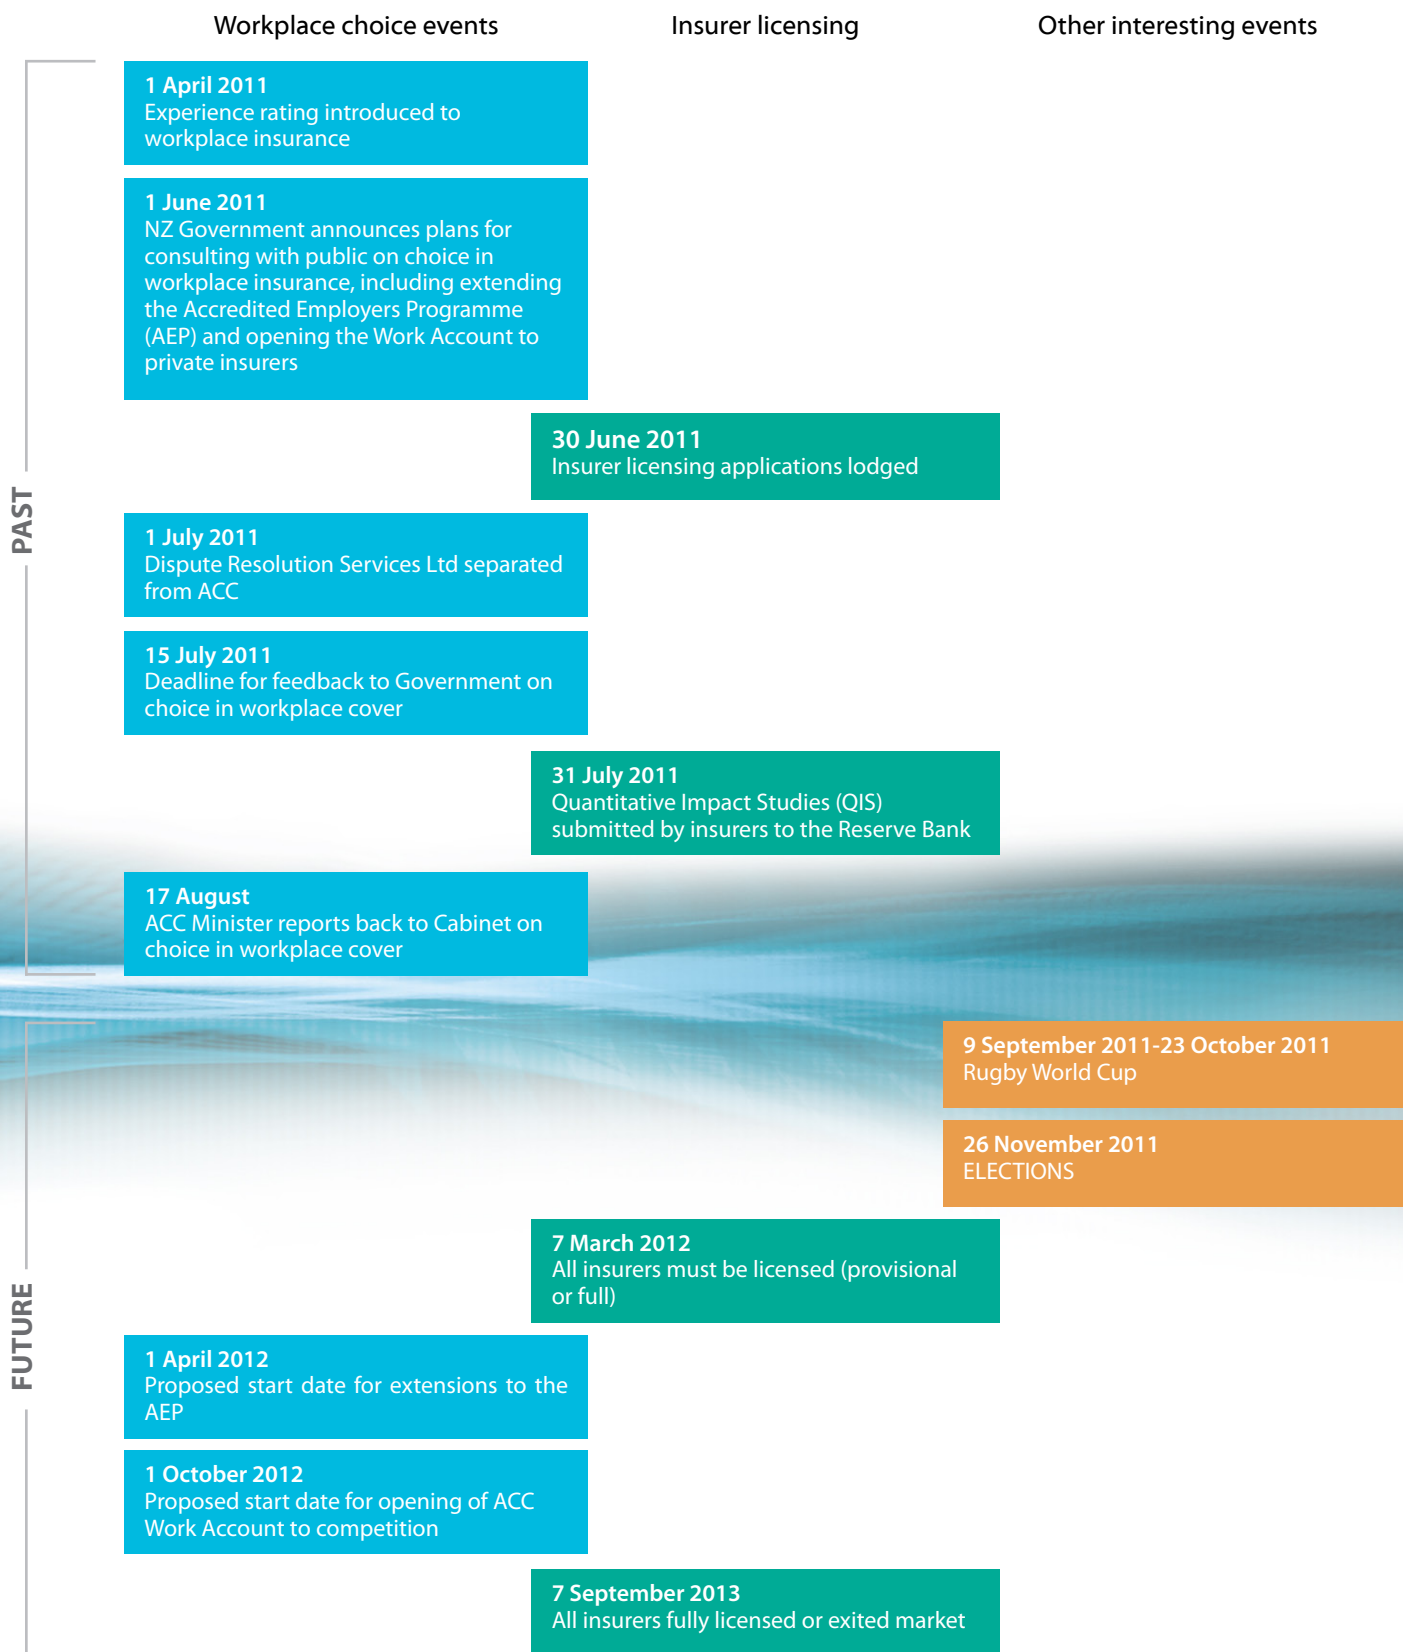 Workplace choice events
Insurer licensing
Other interesting events
PAST
1 April 2011
Experience rating introduced to
workplace insurance
1 June 2011
NZ Government announces plans for
consulting with public on choice in
workplace insurance, including extending
the Accredited Employers Programme
(AEP) and opening the Work Account to
private insurers
30 June 2011
Insurer licensing applications lodged
1 July 2011
Dispute Resolution Services Ltd separated
from ACC
15 July 2011
Deadline for feedback to Government on
choice in workplace cover
31 July 2011
Quantitative Impact Studies (QIS)
submitted by insurers to the Reserve Bank
17 August
ACC Minister reports back to Cabinet on
choice in workplace cover
FUTURE
9 September 2011-23 October 2011
Rugby World Cup
26 November 2011
ELECTIONS
7 March 2012
All insurers must be licensed (provisional
or full)
1 April 2012
Proposed start date for extensions to the
AEP
1 October 2012
Proposed start date for opening of ACC
Work Account to competition
7 September 2013
All insurers fully licensed or exited market